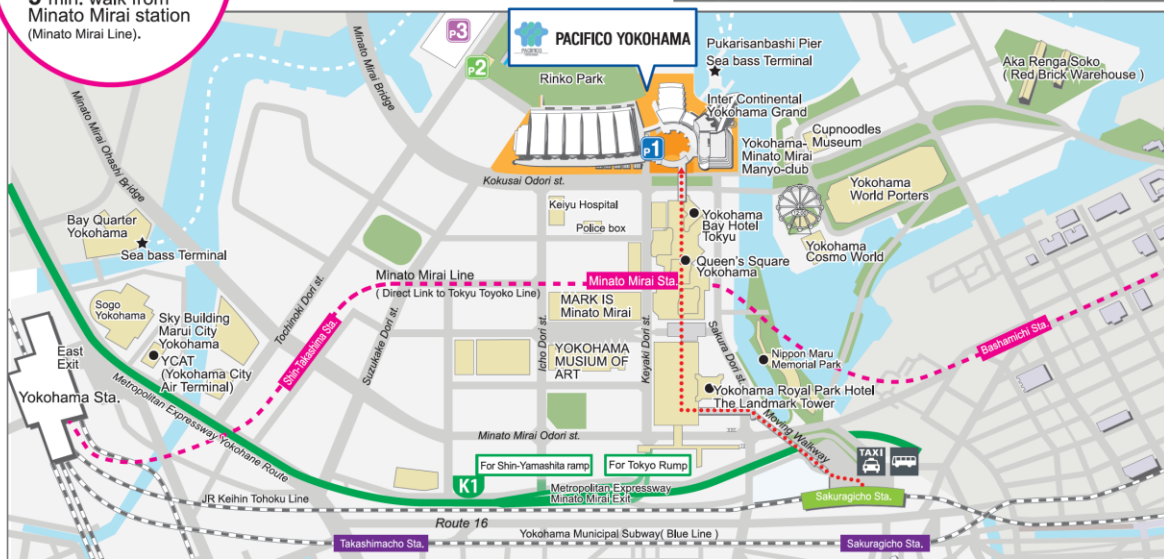 min. walk from
Minato Mirai station
(Minato Mirai Line).
P3
P2
PACIFICO YOKOHAMA
Pukarisanbashi Pier
Sea bass Terminal
Aka Renga Soko
( Red Brick Warehouse )
Rinko Park
Minato Mirai Bridge
Minato Mirai Ohashi Bridge
Inter Continental
Yokohama Grand
P1
Cupnoodles
Museum
Yokohama-
Minato Mirai
Manyo-club
Kokusai Odori st.
Yokohama
World Porters
Keiyu Hospital
Police box
Yokohama
Bay Hotel
Tokyu
Bay Quarter
Yokohama
Sea bass Terminal
Yokohama
Cosmo World
Queen's Square
Yokohama
Minato Mirai Line
( Direct Link to Tokyu Toyoko Line)
Minato Mirai Sta.
MARK IS
Minato Mirai
Sogo
Yokohama
Sky Building
Marui City
Yokohama
YCAT
(Yokohama City
Air Terminal)
Tochinoki Dori st.
Suzukake Dori st.
Shin-Takashima Sta.
Icho Dori st.
Keyaki Dori st.
Sakura Dori st.
YOKOHAMA
MUSIUM OF
ART
Nippon Maru
Memorial Park
Bashamichi Sta.
East
Exit
Yokohama Sta.
Metropolitan Expressway Yokohane Route
Yokohama Royal Park Hotel
The Landmark Tower
Moving Walkway
Minato Mirai Odori st.
TAXI
For Shin-Yamashita ramp
For Tokyo Rump
K1
Metropolitan Expressway
Minato Mirai Exit
Sakuragicho Sta.
JR Keihin Tohoku Line
Route 16
Yokohama Municipal Subway( Blue Line )
Takashimacho Sta.
Sakuragicho Sta.